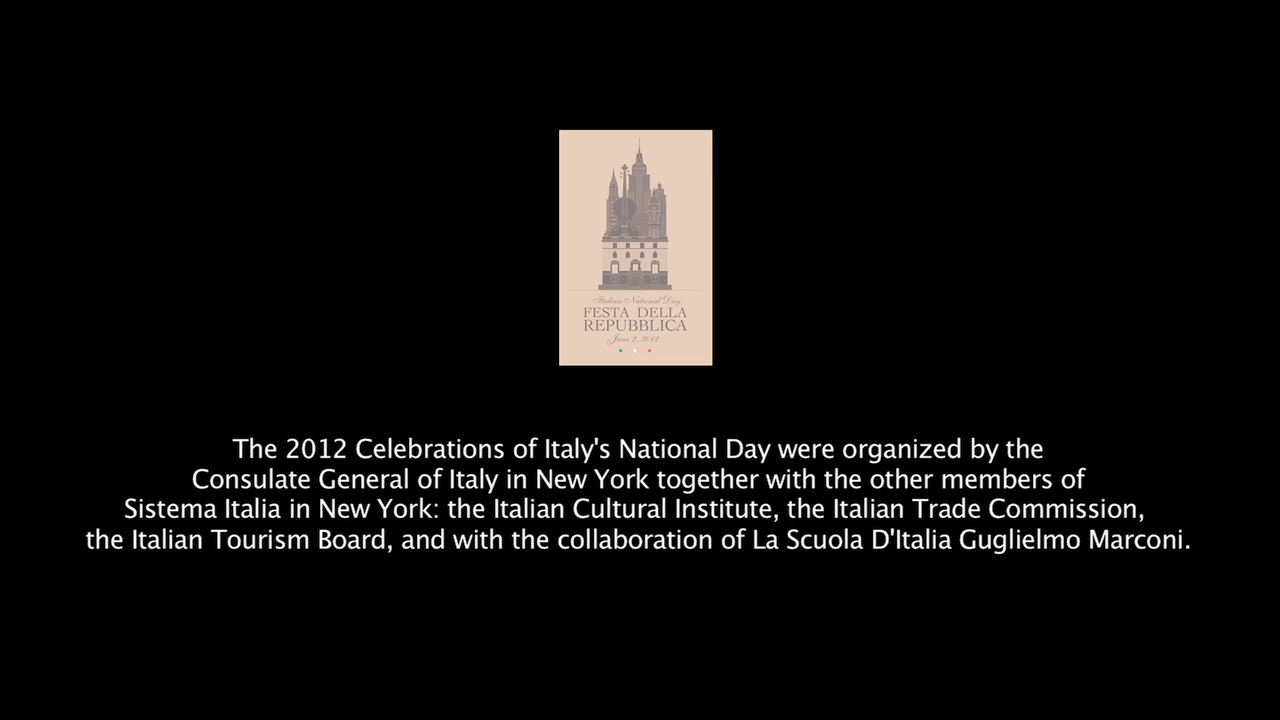 Italian National Day
FESTA DELLA
REPUBBLICA
June 2, 2012
The 2012 Celebrations of Italy's National Day were organized by the
Consulate General of Italy in New York together with the other members of
Sistema Italia in New York: the Italian Cultural Institute, the Italian Trade Commission,
the Italian Tourism Board, and with the collaboration of La Scuola D'Italia Guglielmo Marconi.